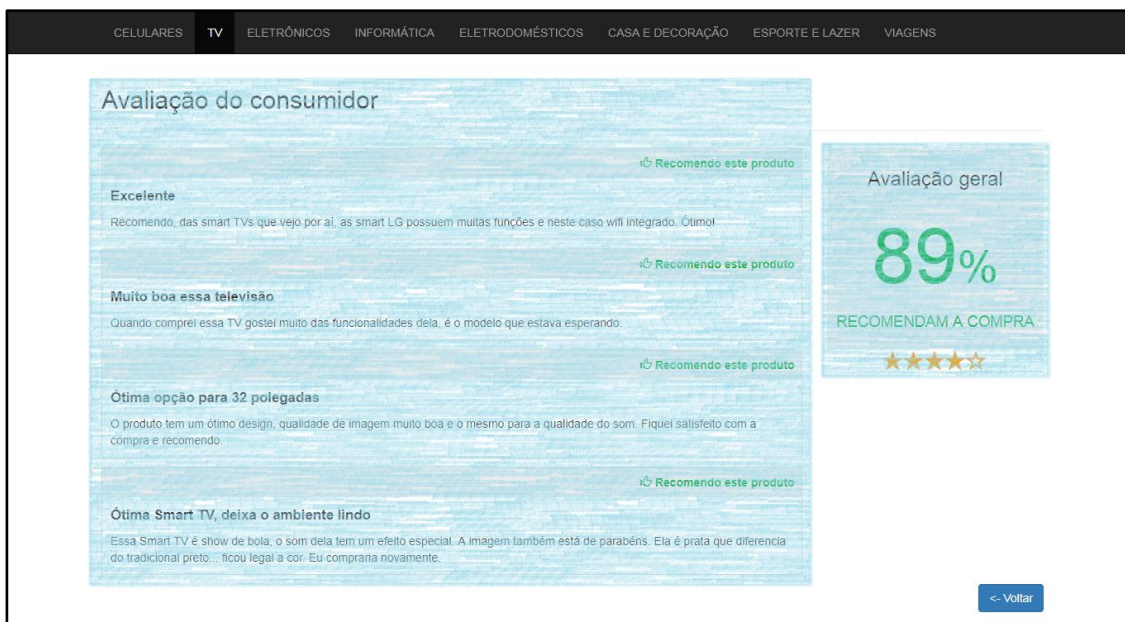 CELULARES TV ELETRÔNICOS INFORMÁTICA ELETRODOMÉSTICOS CASA E DECORAÇÃO ESPORTE E LAZER VIAGENS
Avaliação do consumidor
Recomendo este produto
Excelente
Recomendo, das smart TVs que vejo por aí, as smart LG possuem muitas funções e neste caso wifi integrado. Ótimo!
Recomendo este produto
Muito boa essa televisão
Quando comprei essa TV gostei muito das funcionalidades dela, é o modelo que estava esperando.
Recomendo este produto
Ótima opção para 32 polegadas
O produto tem um ótimo design, qualidade de imagem muito boa e o mesmo para a qualidade do som. Fiquei satisfeito com a
compra e recomendo.
Recomendo este produto
Ótima Smart TV, deixa o ambiente lindo
Essa Smart TV é show de bola, o som dela tem um efeito especial. A imagem também está de parabéns. Ela é prata que diferencia
do tradicional preto... ficou legal a cor. Eu compraria novamente.
Avaliação geral
89%
RECOMENDAM A COMPRA
<- Voltar